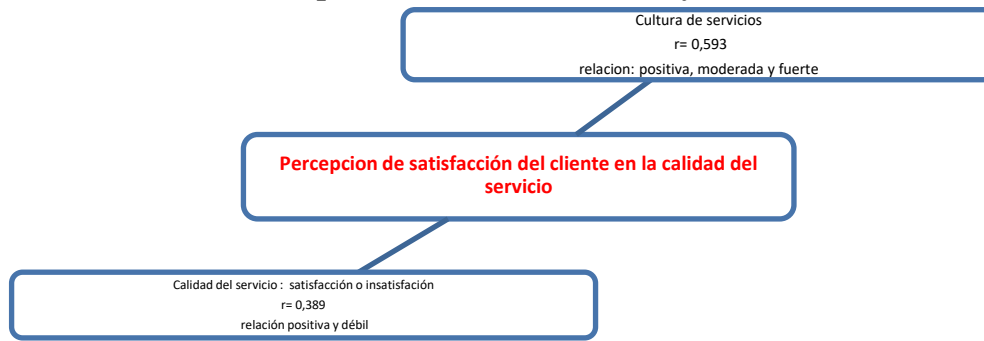 Cultura de servicios
r= 0,593
relacion: positiva, moderada y fuerte
Percepcion de satisfacción del cliente en la calidad del
servicio
Calidad del servicio : satisfacción o insatisfación
r= 0,389
relación positiva y débil